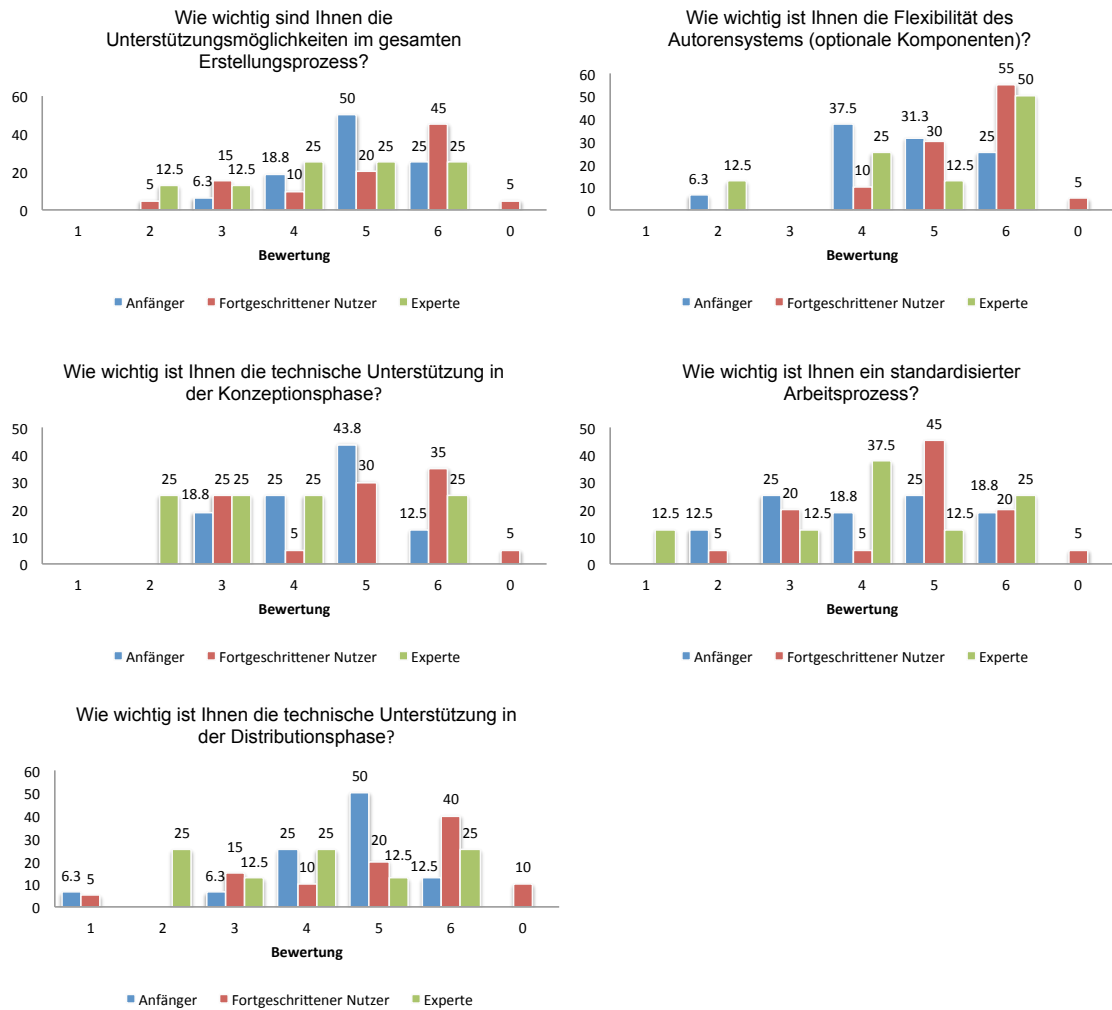 Wie wichtig sind Ihnen die
Unterstützungsmöglichkeiten im gesamten
Erstellungsprozess?
60
40
20
5 12.5
6.3 15 12.5
18.8 10 25
50 20 25
25 45 25
5
1 2 3 4 5 6 0
Bewertung
Anfänger Fortgeschrittener Nutzer Experte
Wie wichtig ist Ihnen die Flexibilität des
Autorensystems (optionale Komponenten)?
60
50
40
30
20
10
0
6.3 12.5
37.5 10 25
31.3 30 12.5
25 55 50
5
1 2 3 4 5 6 0
Bewertung
Anfänger Fortgeschrittener Nutzer Experte
Wie wichtig ist Ihnen die technische Unterstützung in
der Konzeptionsphase?
50
40
30
20
10
0
25
18.8 25 25
25 5 25
43.8 30
12.5 35 25
5
1 2 3 4 5 6 0
Bewertung
Anfänger Fortgeschrittener Nutzer Experte
Wie wichtig ist Ihnen ein standardisierter
Arbeitsprozess?
50
40
30
20
10
0
12.5
12.5 5
25 20 12.5
18.8 5 37.5
25 45 12.5
18.8 20 25
5
1 2 3 4 5 6 0
Bewertung
Anfänger Fortgeschrittener Nutzer Experte
Wie wichtig ist Ihnen die technische Unterstützung in
der Distributionsphase?
60
50
40
30
20
10
0
6.3 5
25
6.3 15 12.5
25 10 25
50 20 12.5
12.5 40 25
10
1 2 3 4 5 6 0
Bewertung
Anfänger Fortgeschrittener Nutzer Experte